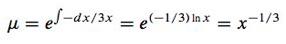 μ = e^{∫−dx/3x} = e^{(−1/3) ln x} = x^{−1/3}